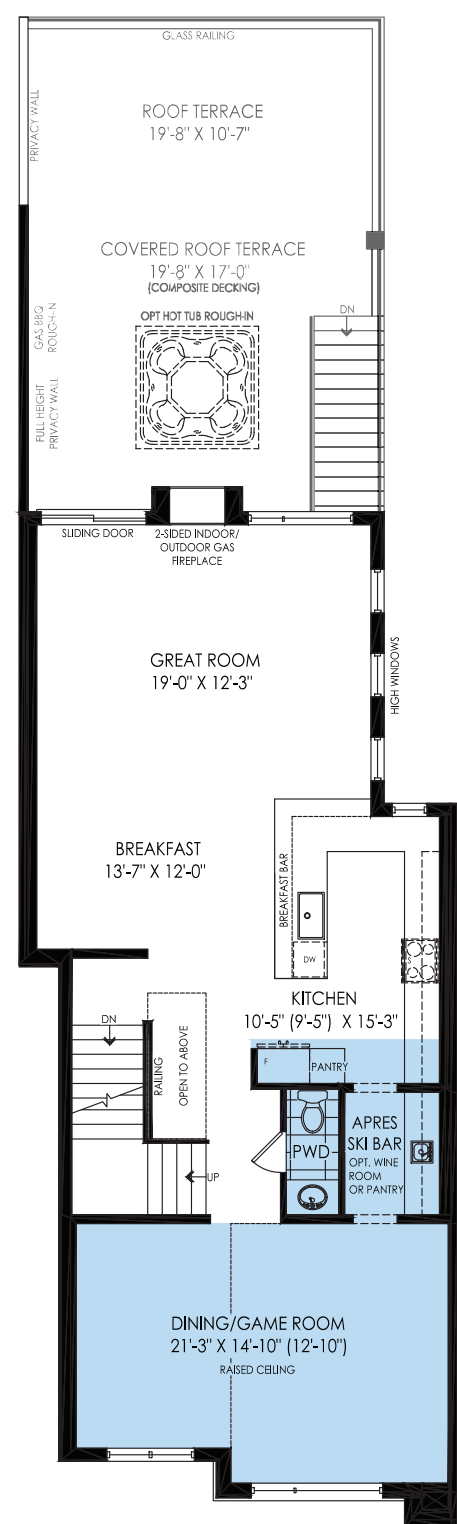 GLASS RAILING
PRIVACY WALL
ROOF TERRACE
19'-8" X 10'-7"
COVERED ROOF TERRACE
19'-8" X 17'-0"
(COMPOSITE DECKING)
OPT HOT TUB ROUGH-IN
DN
GAS BBQ
ROUGH-IN
FULL HEIGHT
PRIVACY WALL
SLIDING DOOR
2-SIDED INDOOR/
OUTDOOR GAS
FIREPLACE
GREAT ROOM
19'-0" X 12'-3"
HIGH WINDOWS
BREAKFAST
13'-7" X 12'-0"
BREAKFAST BAR
DW
S
KITCHEN
10'-5" (9'-5") X 15'-3"
DN
RAILING
OPEN TO ABOVE
F
PANTRY
PWD
APRES
SKI BAR
OPT. WINE
ROOM
OR PANTRY
UP
DINING/GAME ROOM
21'-3" X 14'-10" (12'-10")
RAISED CEILING